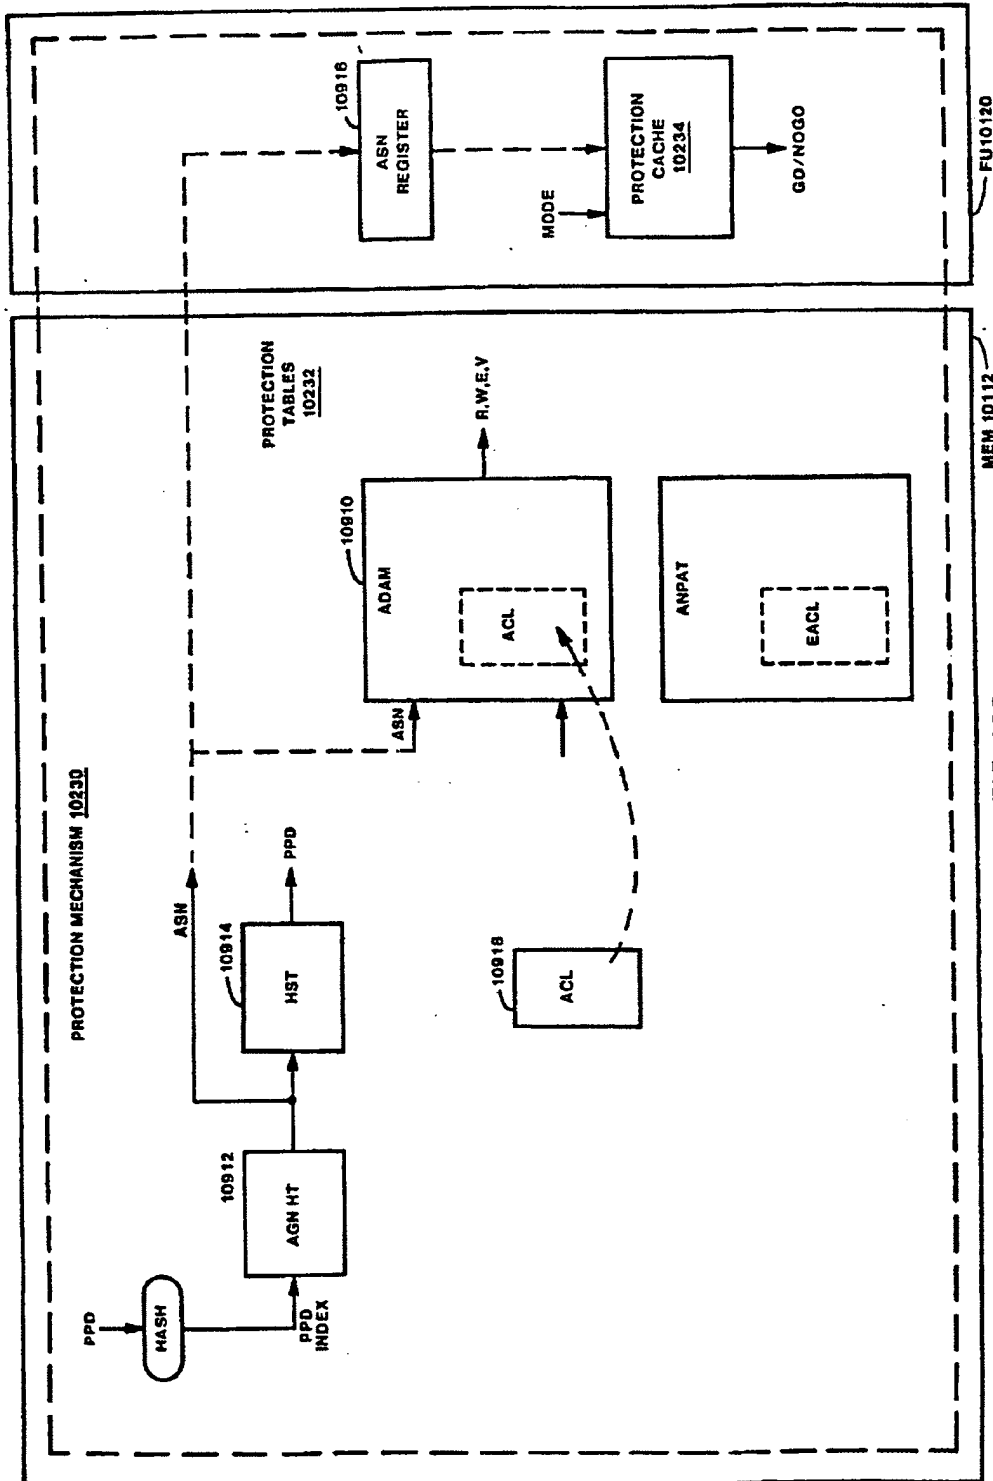 PROTECTION MECHANISM 10230
PPD
HASH
PPD
INDEX
10912
AGN HT
ASN
10914
HST
PPD
10918
ACL
PROTECTION
TABLES
10232
10910
ADAM
ASN
ACL
R,W,E,V
ANPAT
EACL
MEM 10112
10916
ASN
REGISTER
MODE
PROTECTION
CACHE
10234
GO/NOGO
FU10120